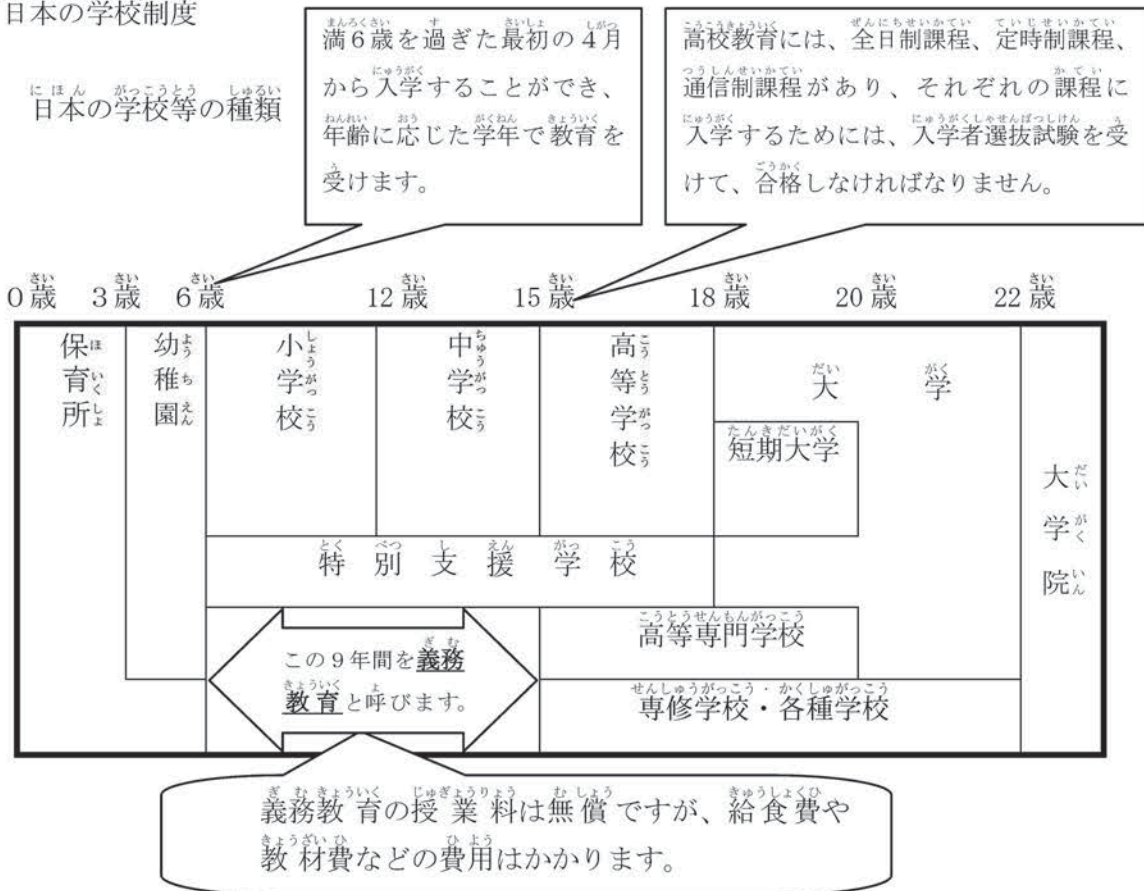 日本の学校制度
日本の学校等の種類
満6歳を過ぎた最初の4月
から入学することができ、
年齢に応じた学年で教育を
受けます。
高校教育には、全日制課程、定時制課程、
通信制課程があり、それぞれの課程に
入学するためには、入学者選抜試験を受
けて、合格しなければなりません。
0歳 3歳 6歳 12歳 15歳 18歳 20歳 22歳
保育所
幼稚園
小学校
中学校
高等学校
大学
短期大学
大学院
特別支援学校
高等専門学校
専修学校・各種学校
この9年間を義務
教育と呼びます。
義務教育の授業料は無償ですが、給食費や
教材費などの費用はかかります。